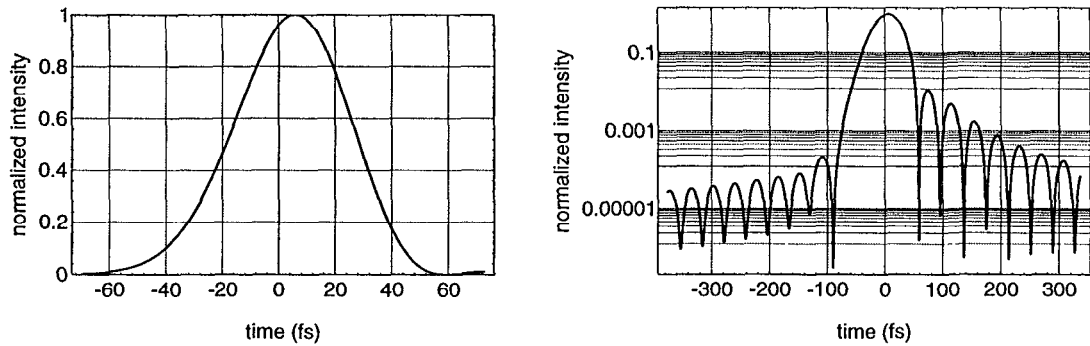 normalized intensity
1
0.8
0.6
0.4
0.2
0
-60 -40 -20 0 20 40 60
time (fs)
normalized intensity
0.1
0.001
0.00001
-300 -200 -100 0 100 200 300
time (fs)